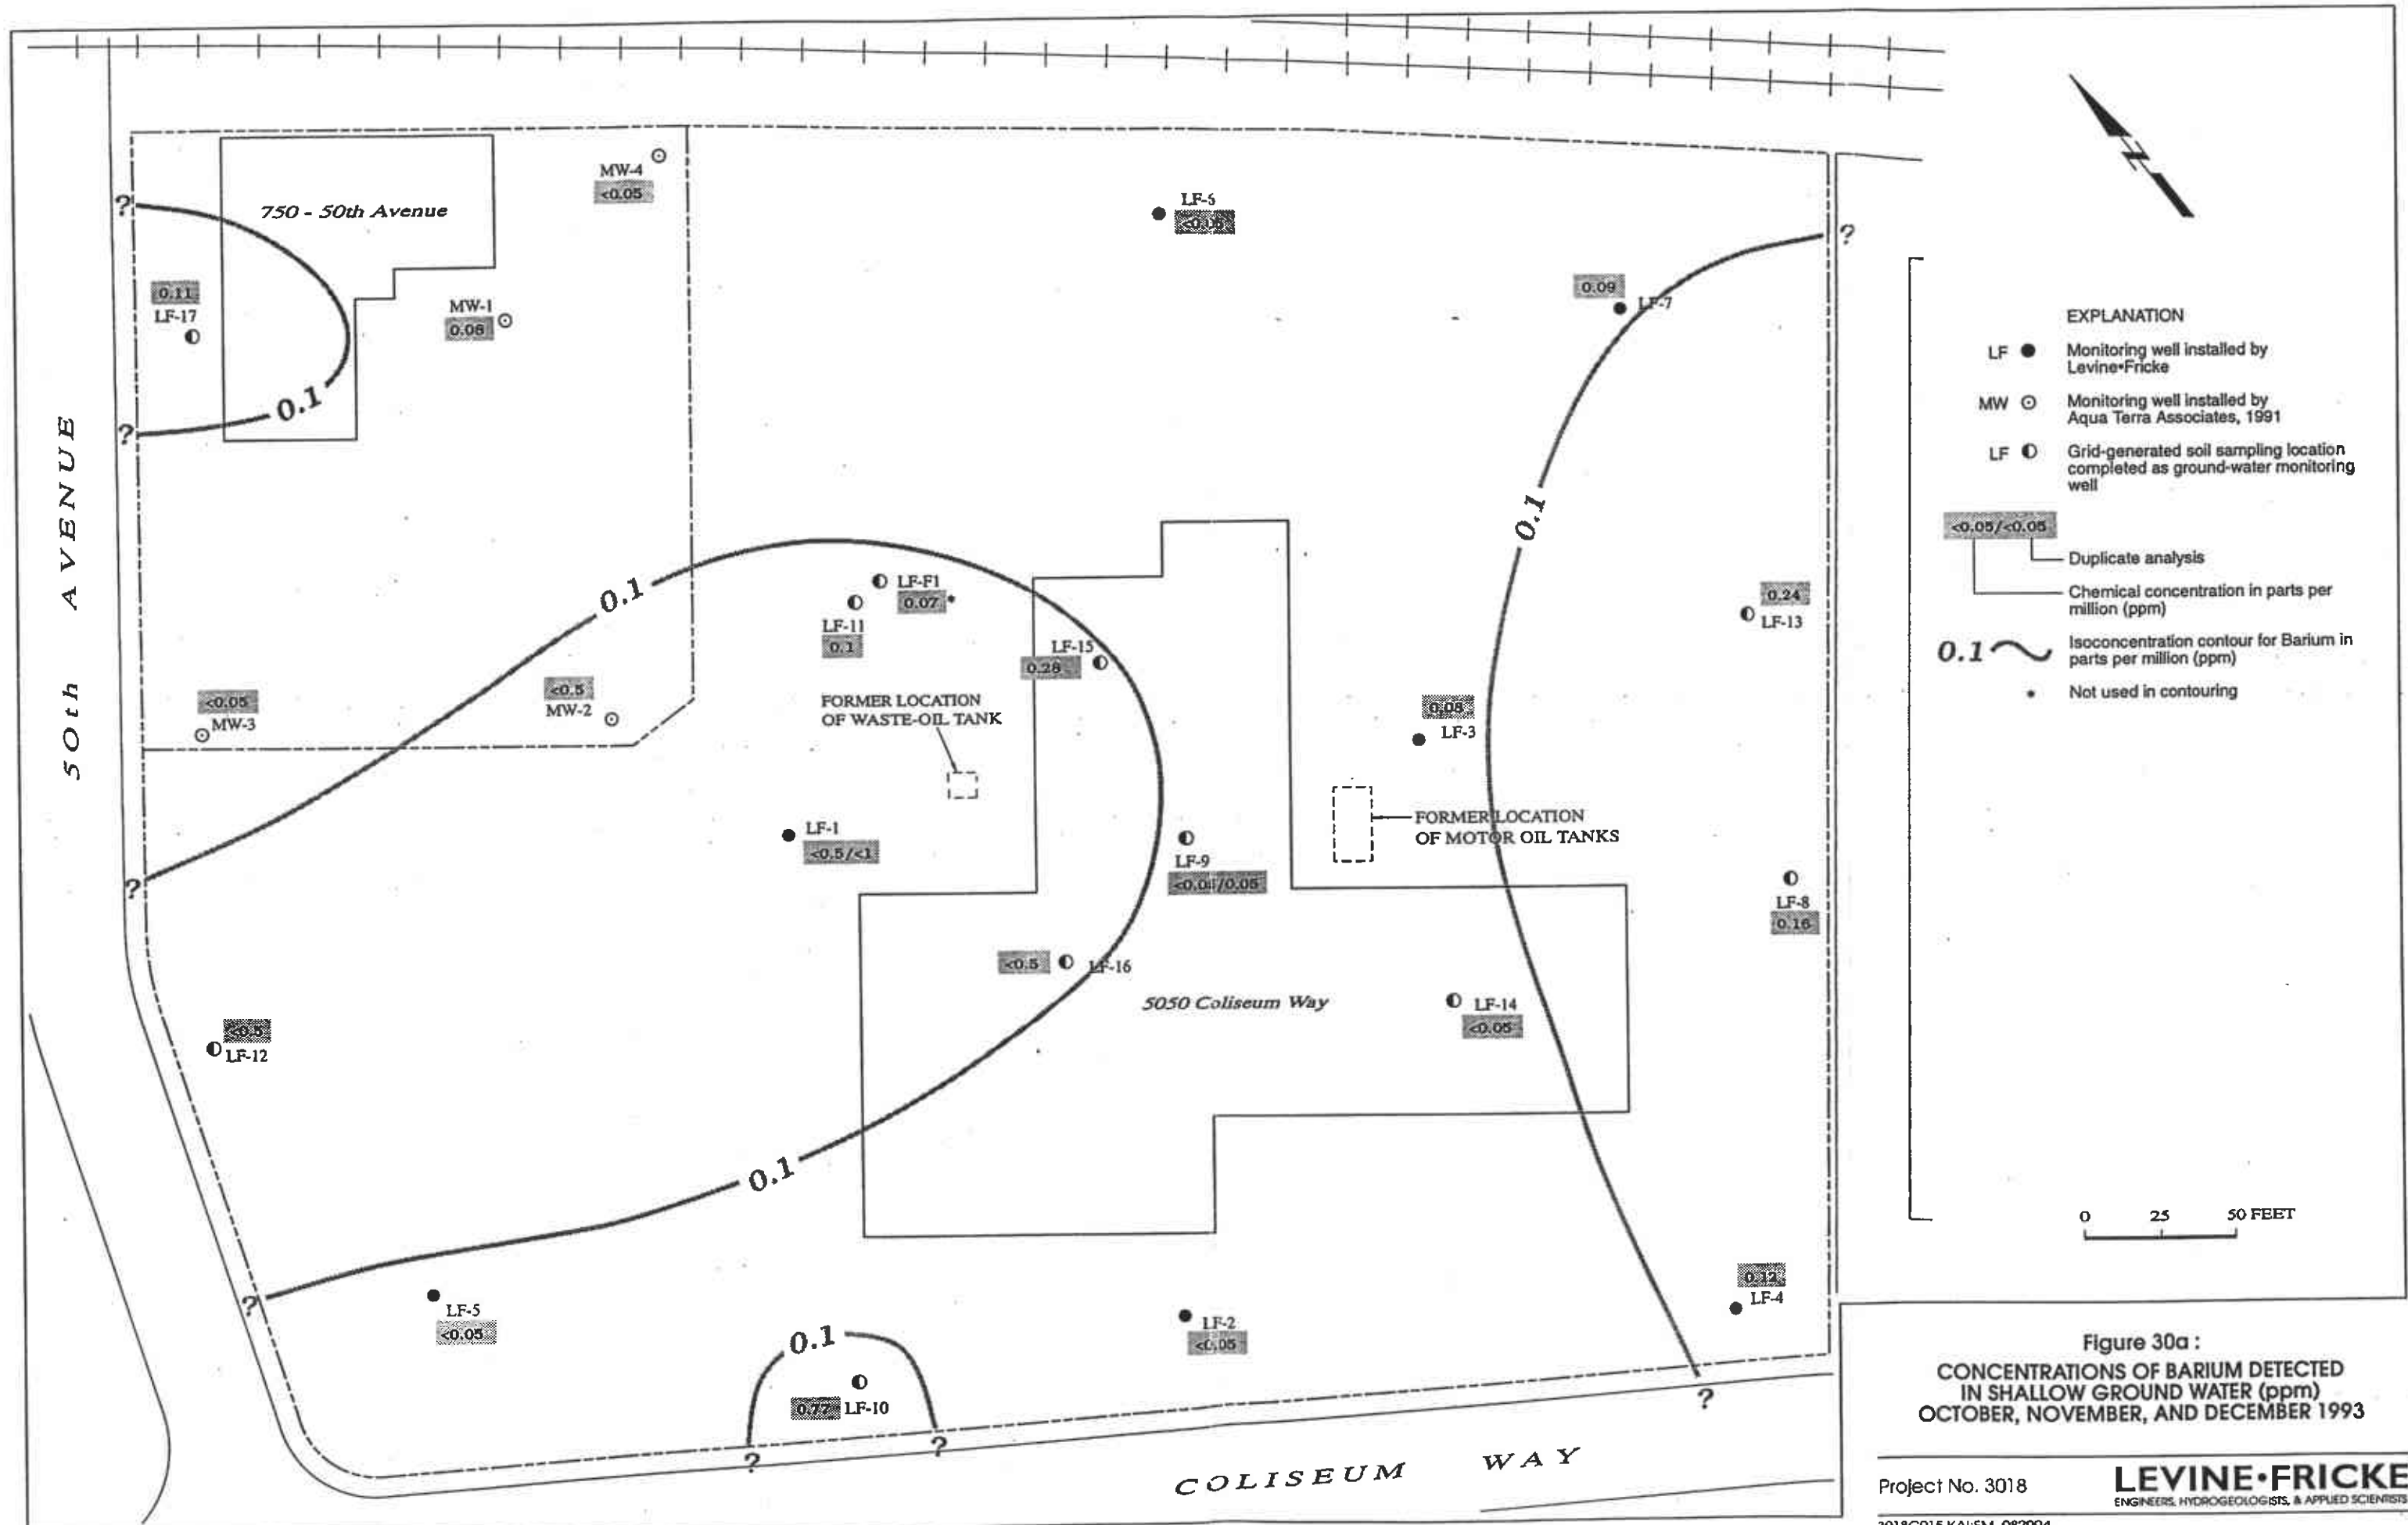 MW-4
<0.05
750 - 50th Avenue
LF-6
<0.05
?
0.11
LF-17
MW-1
0.08
0.09
LF-7
?
0.1
?
50th AVENUE
0.1
LF-F1
0.07 *
LF-11
0.1
0.1
LF-15
0.28
0.24
LF-13
<0.05
MW-3
<0.5
MW-2
FORMER LOCATION
OF WASTE-OIL TANK
0.08
LF-3
LF-1
<0.5/<1
FORMER LOCATION
OF MOTOR OIL TANKS
LF-9
/0.05
?
LF-8
0.16
<0.5
LF-16
5050 Coliseum Way
LF-14
<0.05
<0.5
LF-12
0.1
?
LF-5
<0.05
0.1
0.77
LF-10
LF-2
<0.05
0.12
LF-4
?
?
?
COLISEUM WAY
EXPLANATION
LF
Monitoring well installed by
Levine•Fricke
MW
Monitoring well installed by
Aqua Terra Associates, 1991
LF
Grid-generated soil sampling location
completed as ground-water monitoring
well
<0.05/<0.05
Duplicate analysis
Chemical concentration in parts per
million (ppm)
0.1
Isoconcentration contour for Barium in
parts per million (ppm)
* Not used in contouring
0 25 50 FEET
Figure 30a :
CONCENTRATIONS OF BARIUM DETECTED
IN SHALLOW GROUND WATER (ppm)
OCTOBER, NOVEMBER, AND DECEMBER 1993
Project No. 3018
LEVINE•FRICKE
ENGINEERS, HYDROGEOLOGISTS, & APPLIED SCIENTISTS